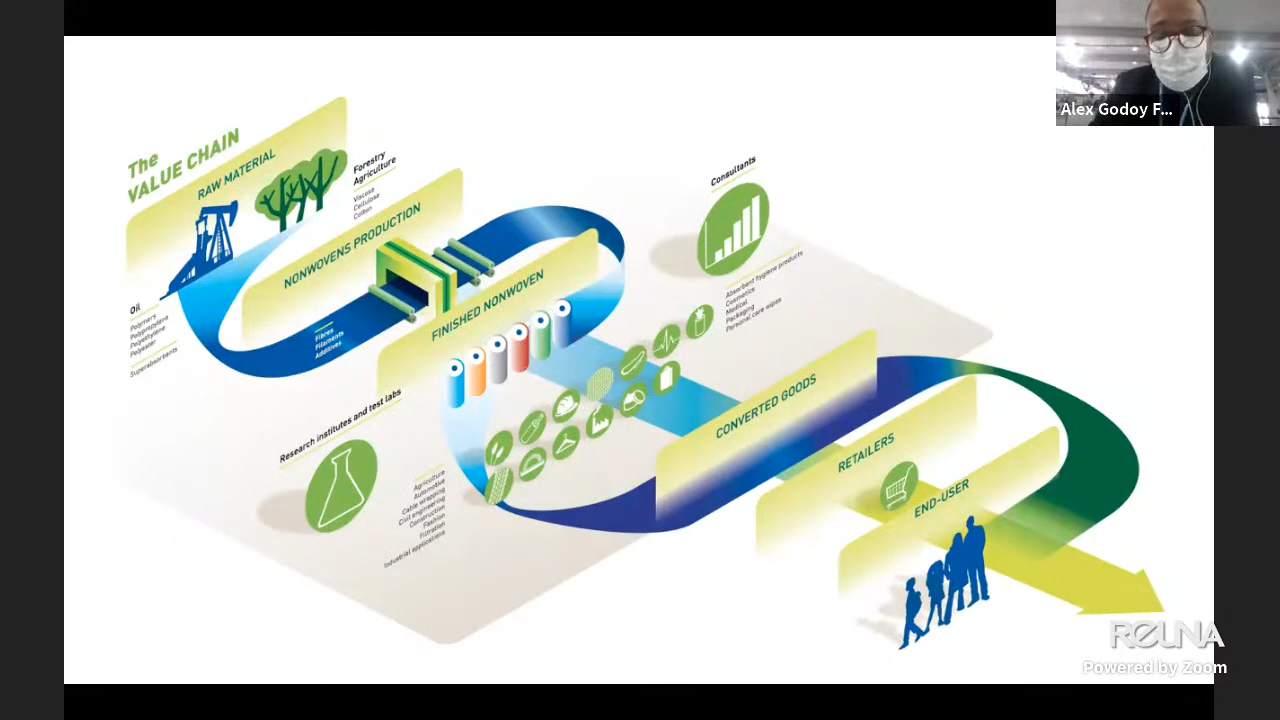 The
VALUE CHAIN
RAW MATERIAL
Forestry
Agriculture
Viscose
Cellulose
Cotton
Oil
Polymers
Polypropylene
Polyethylene
Polyester
Superabsorbents
NONWOVENS PRODUCTION
Fibres
Filaments
Additives
FINISHED NONWOVEN
Consultants
Absorbent hygiene products
Cosmetics
Medical
Packaging
Personal care wipes
Research institutes and test labs
Agriculture
Automotive
Cable wrapping
Civil engineering
Construction
Fashion
Filtration
Industrial applications
CONVERTED GOODS
RETAILERS
END-USER
Alex Godoy F...
REUNA
Powered by Zoom